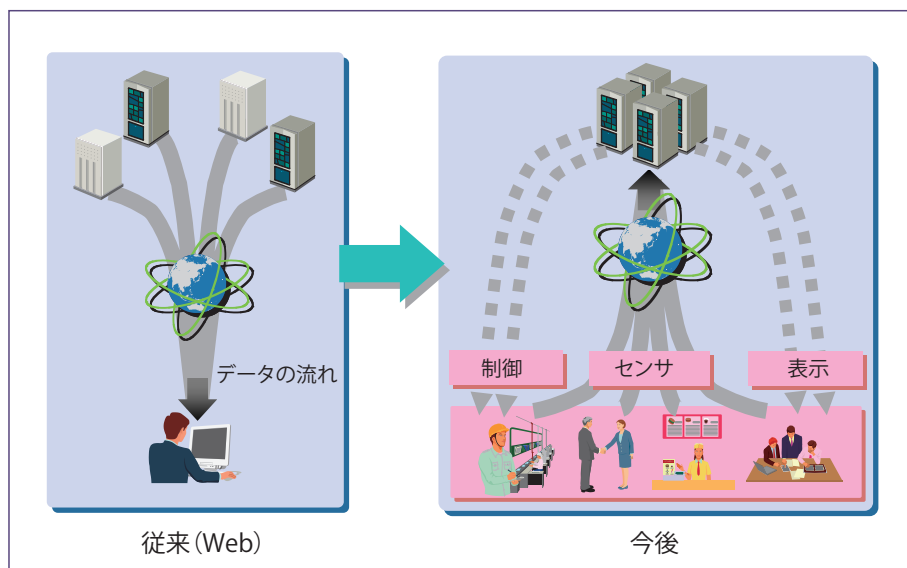 データの流れ
制御
センサ
表示
従来（Web）
今後